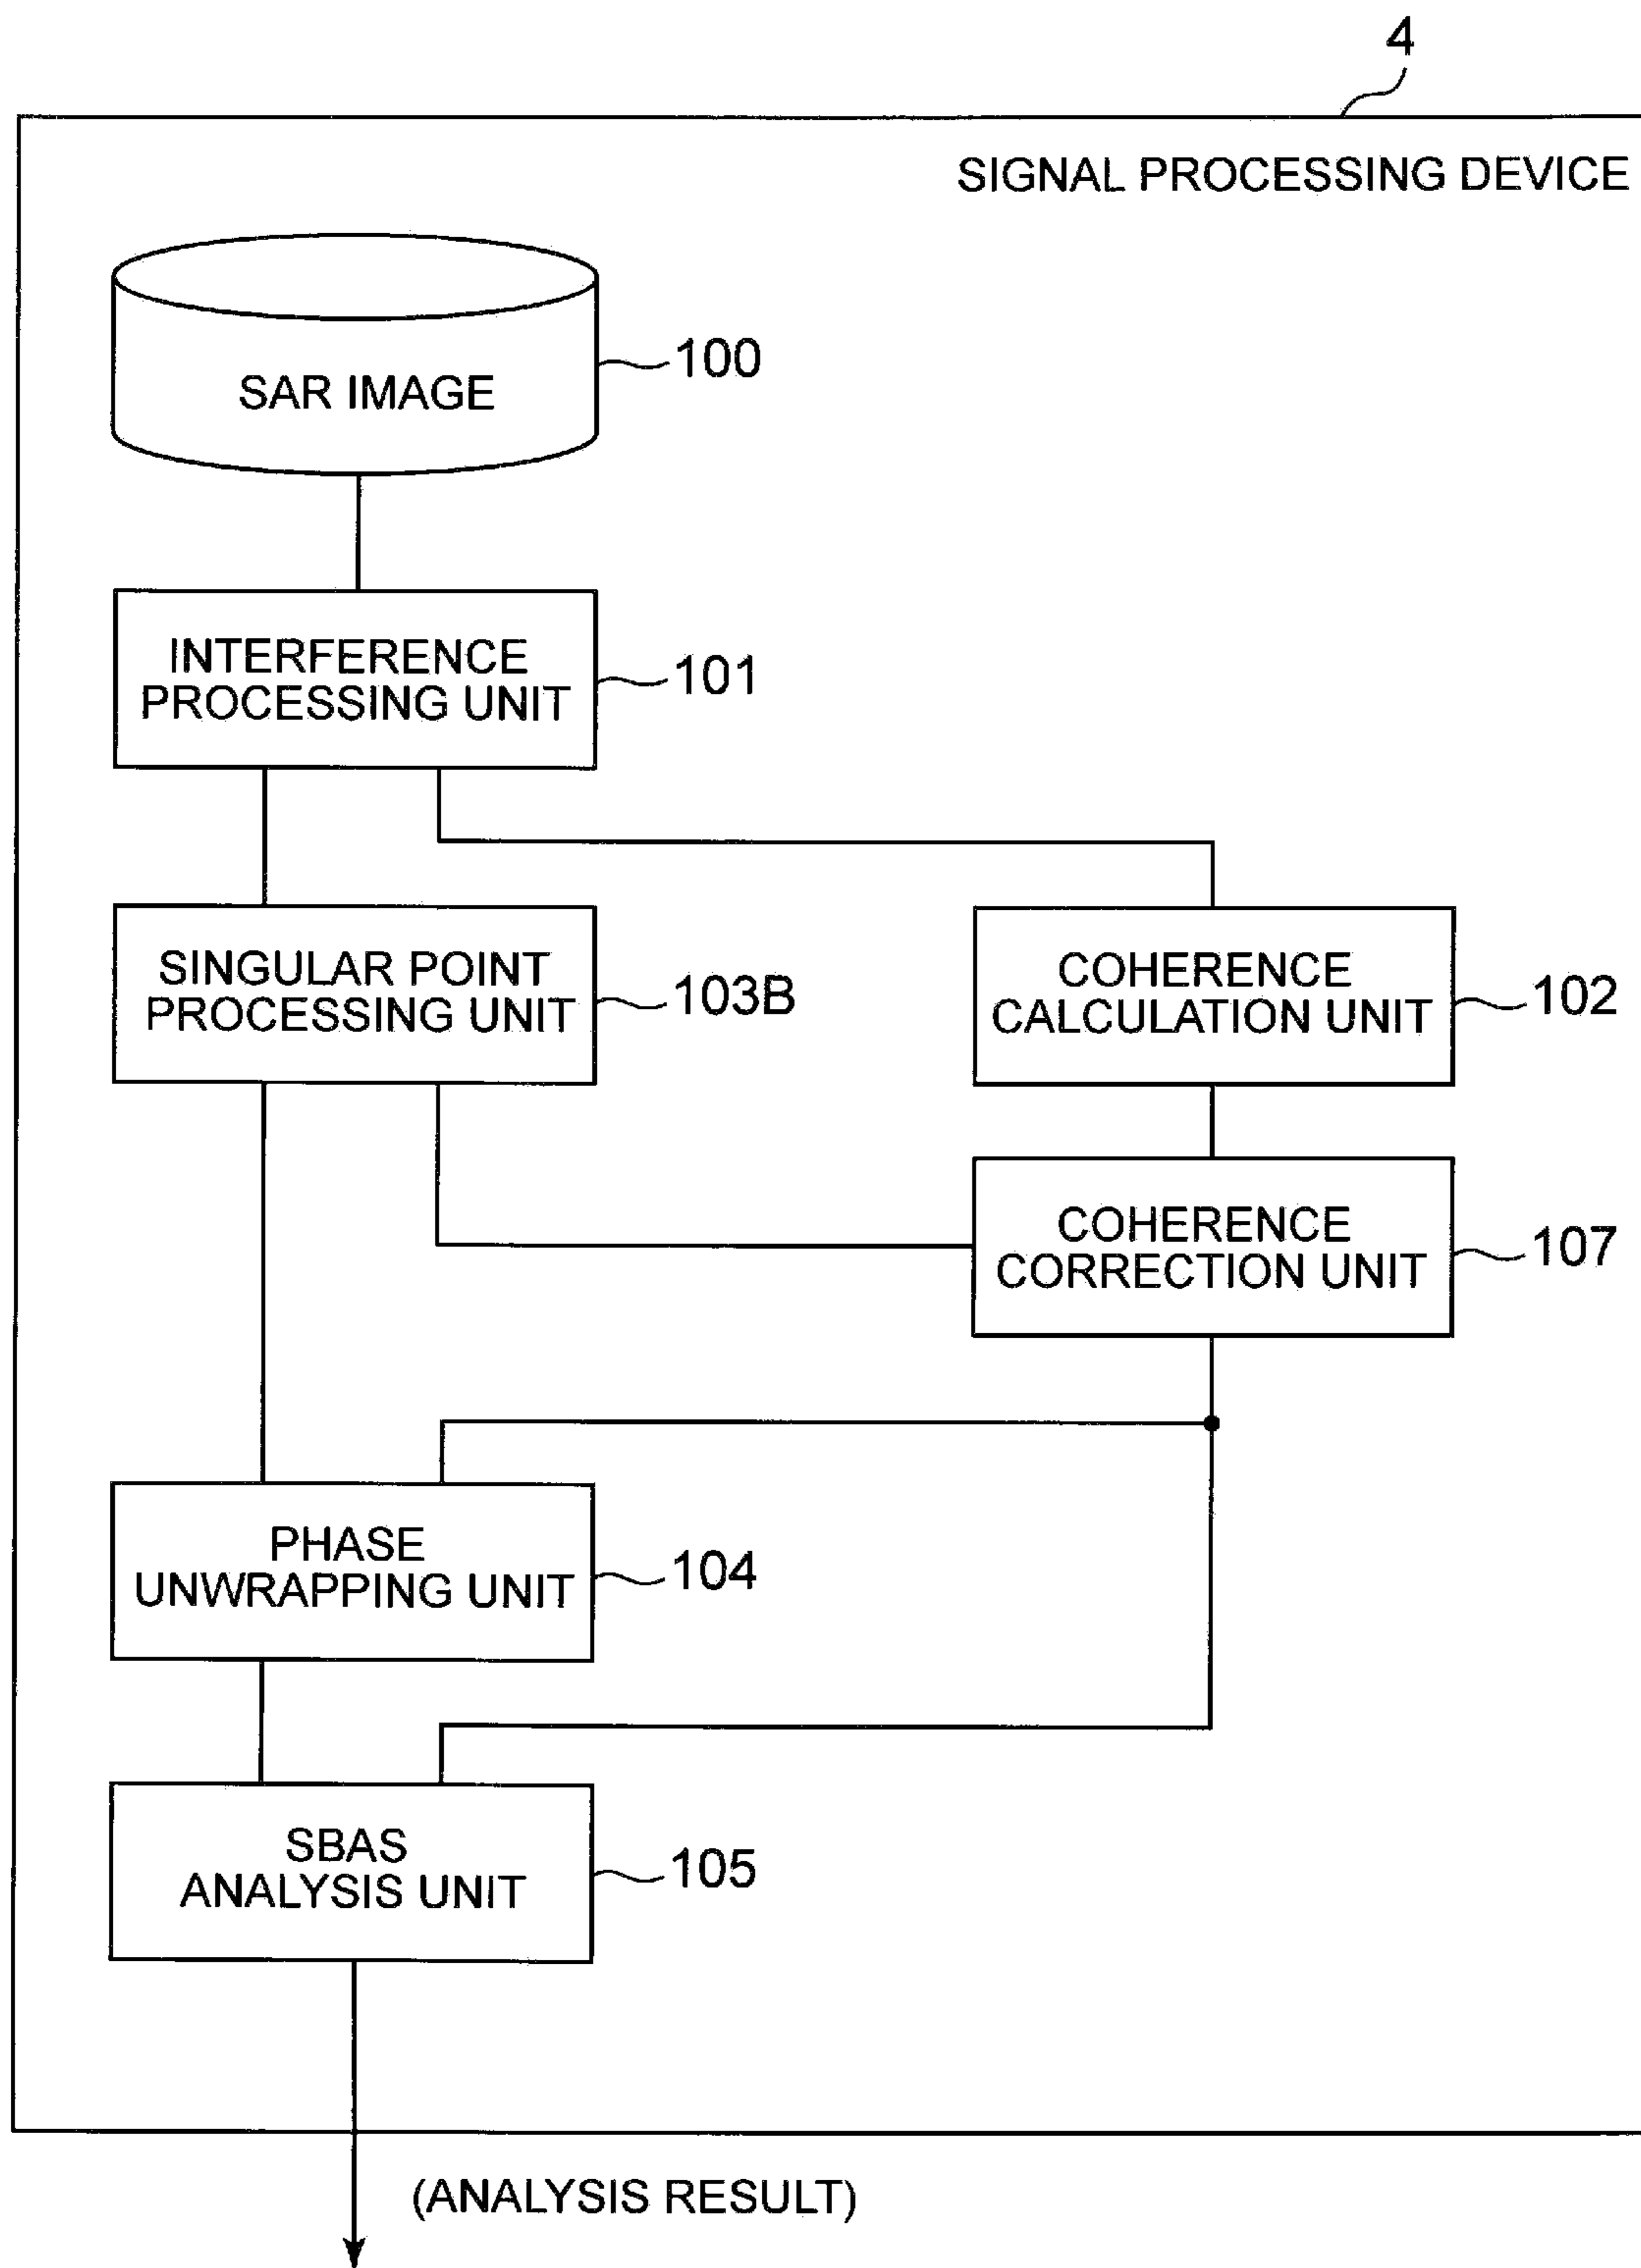 4
SIGNAL PROCESSING DEVICE
SAR IMAGE
100
INTERFERENCE
PROCESSING UNIT
101
SINGULAR POINT
PROCESSING UNIT
103B
COHERENCE
CALCULATION UNIT
102
COHERENCE
CORRECTION UNIT
107
PHASE
UNWRAPPING UNIT
104
SBAS
ANALYSIS UNIT
105
(ANALYSIS RESULT)